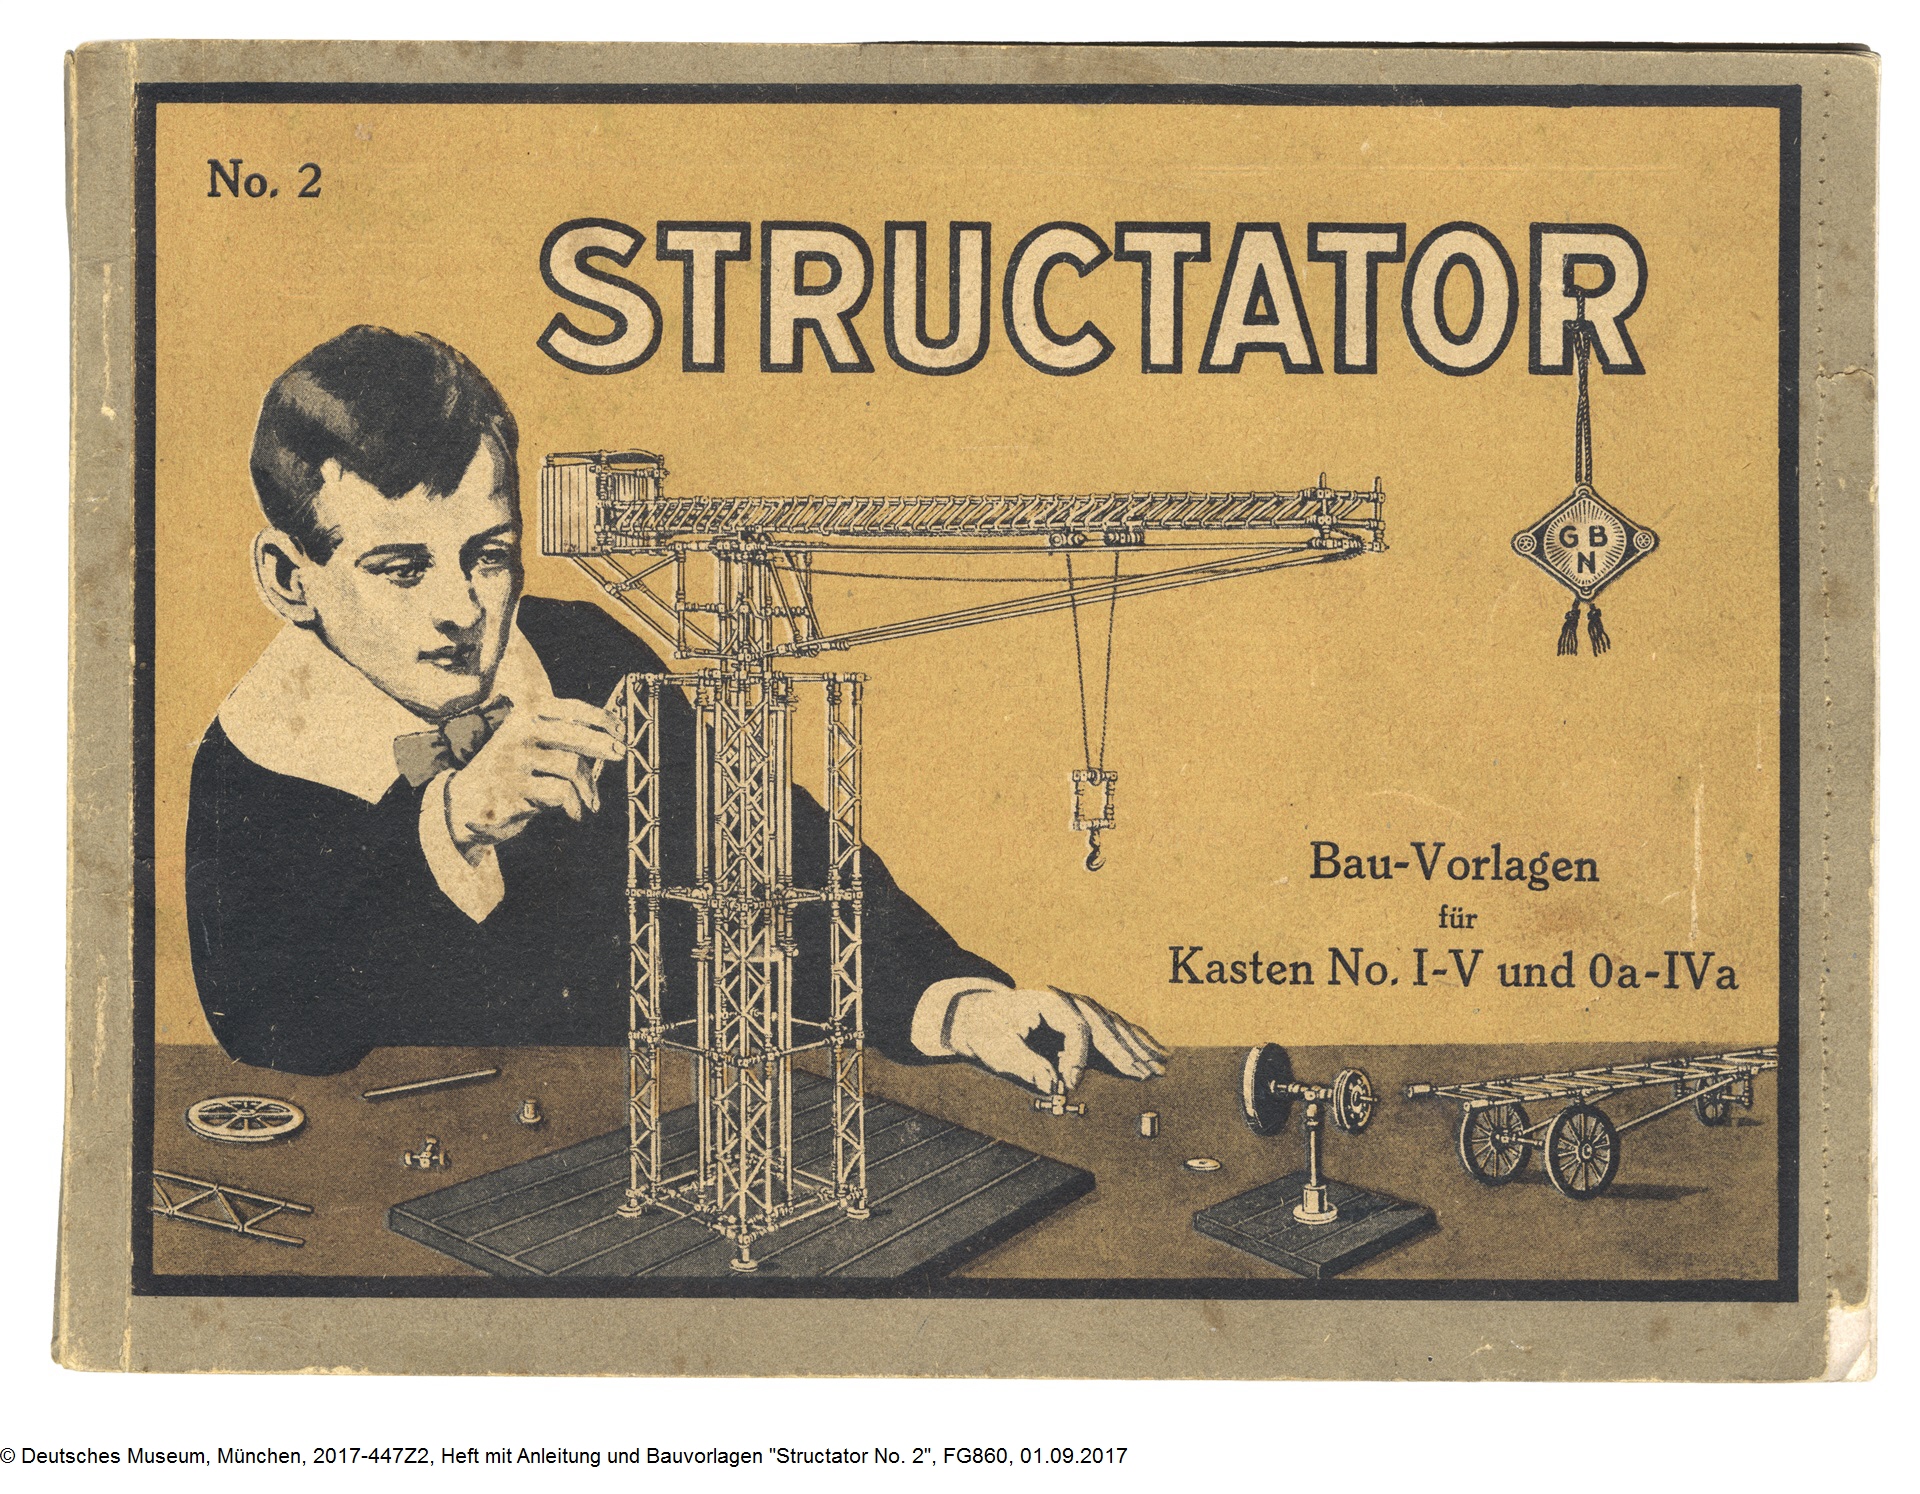 No. 2
STRUCTATOR
G B
N
Bau-Vorlagen
für
Kasten No. I-V und 0a-IVa
© Deutsches Museum, München, 2017-447Z2, Heft mit Anleitung und Bauvorlagen "Structator No. 2", FG860, 01.09.2017